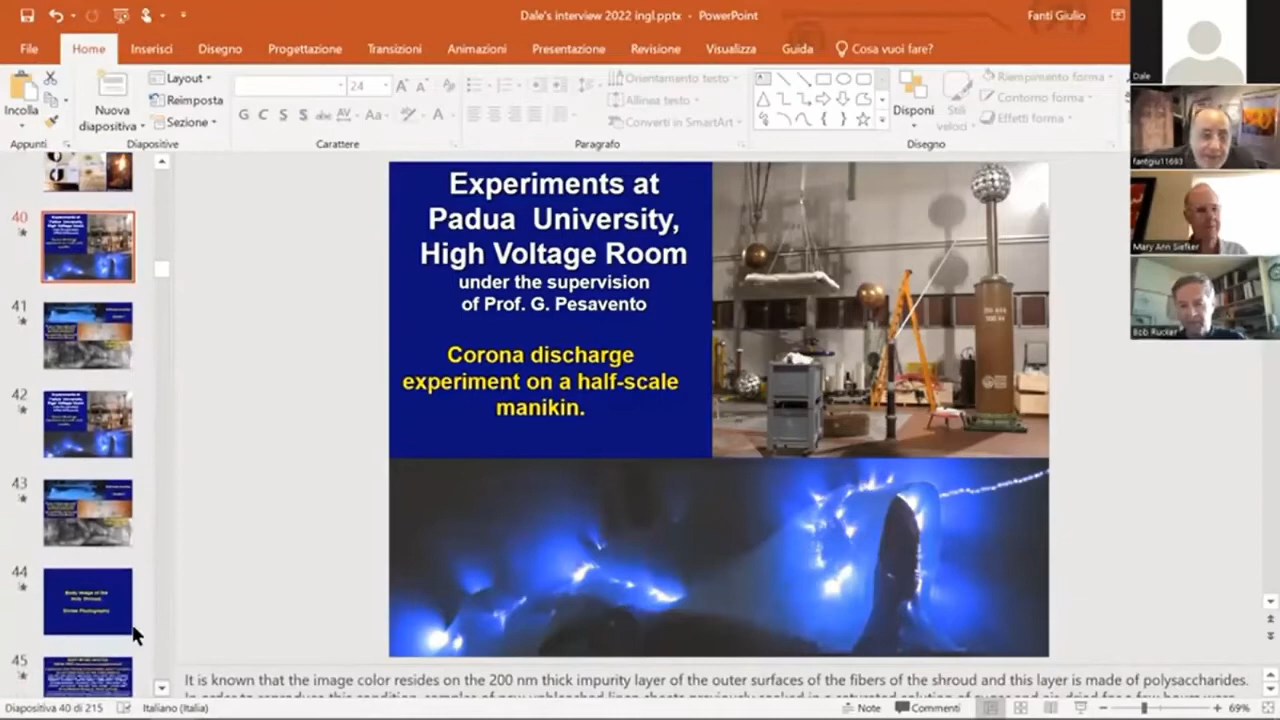 Dale's interview 2022 ingl.pptx - PowerPoint
Fanti Giulio
File Home Inserisci Disegno Progettazione Transizioni Animazioni Presentazione Revisione Visualizza Guida Cosa vuoi fare?
Incolla
Nuova
diapositiva
Layout
Reimposta
Sezione
24
G C S S abc AV Aa A
Orientamento testo
Allinea testo
Converti in SmartArt
Disponi
Stili
veloci
Riempimento forma
Contorno forma
Effetti forma
Appunti Diapositive Carattere Paragrafo Disegno
Dale
fantgiu11693
Mary Ann Siefker
Bob Rucker
40
41
42
43
44
45
Experiments at
Padua University,
High Voltage Room
under the supervision
of Prof. G. Pesavento
Corona discharge
experiment on a half-scale
manikin.
It is known that the image color resides on the
impurity layer of the outer
the fibers of the
and this layer is made of polysaccharides.
Diapositiva 40 di 215 Italiano (Italia) Note Commenti 69%